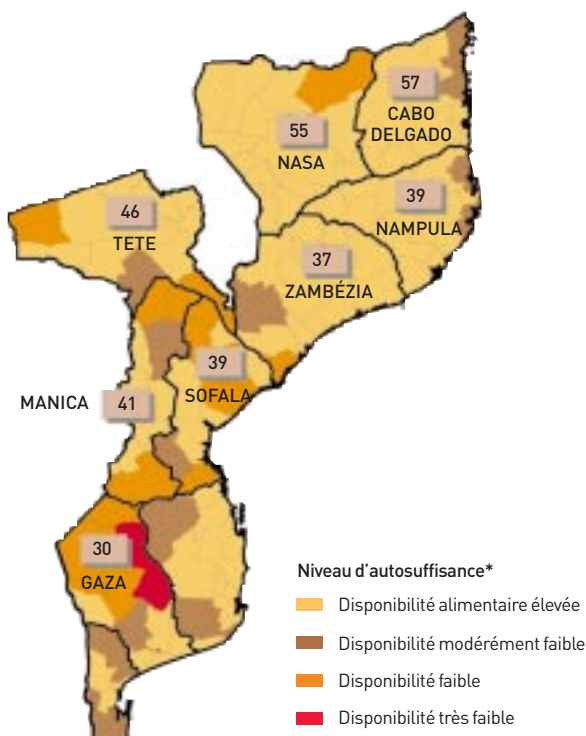 57
CABO
DELGADO
55
NASA
39
NAMPULA
46
TETE
37
ZAMBÉZIA
39
SOFALA
MANICA 41
30
GAZA
Niveau d'autosuffisance*
Disponibilité alimentaire élevée
Disponibilité modérément faible
Disponibilité faible
Disponibilité très faible